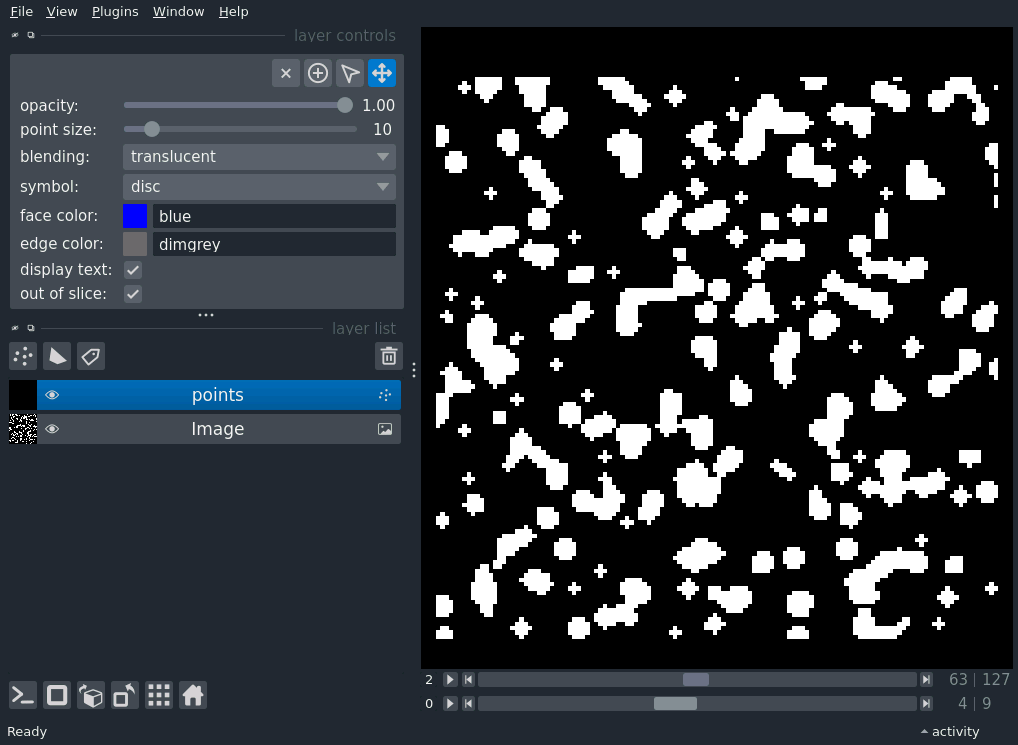 File View Plugins Window Help
layer controls
opacity: 1.00
point size: 10
blending: translucent
symbol: disc
face color: blue
edge color: dimgrey
display text:
out of slice:
layer list
points
Image
2 63 | 127
0 4 | 9
Ready activity